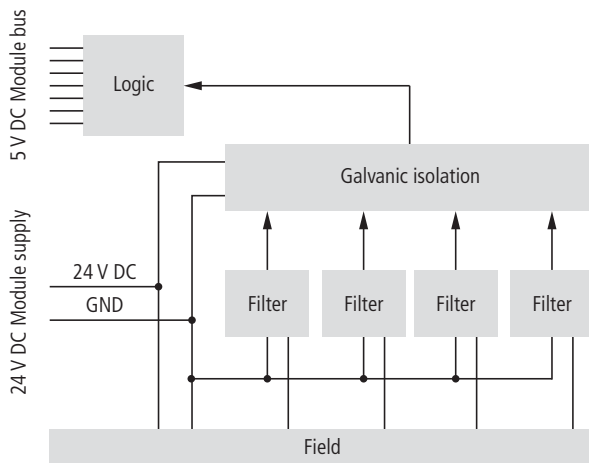 5 V DC Module bus
Logic
Galvanic isolation
24 V DC Module supply
24 V DC
GND
Filter
Filter
Filter
Filter
Field